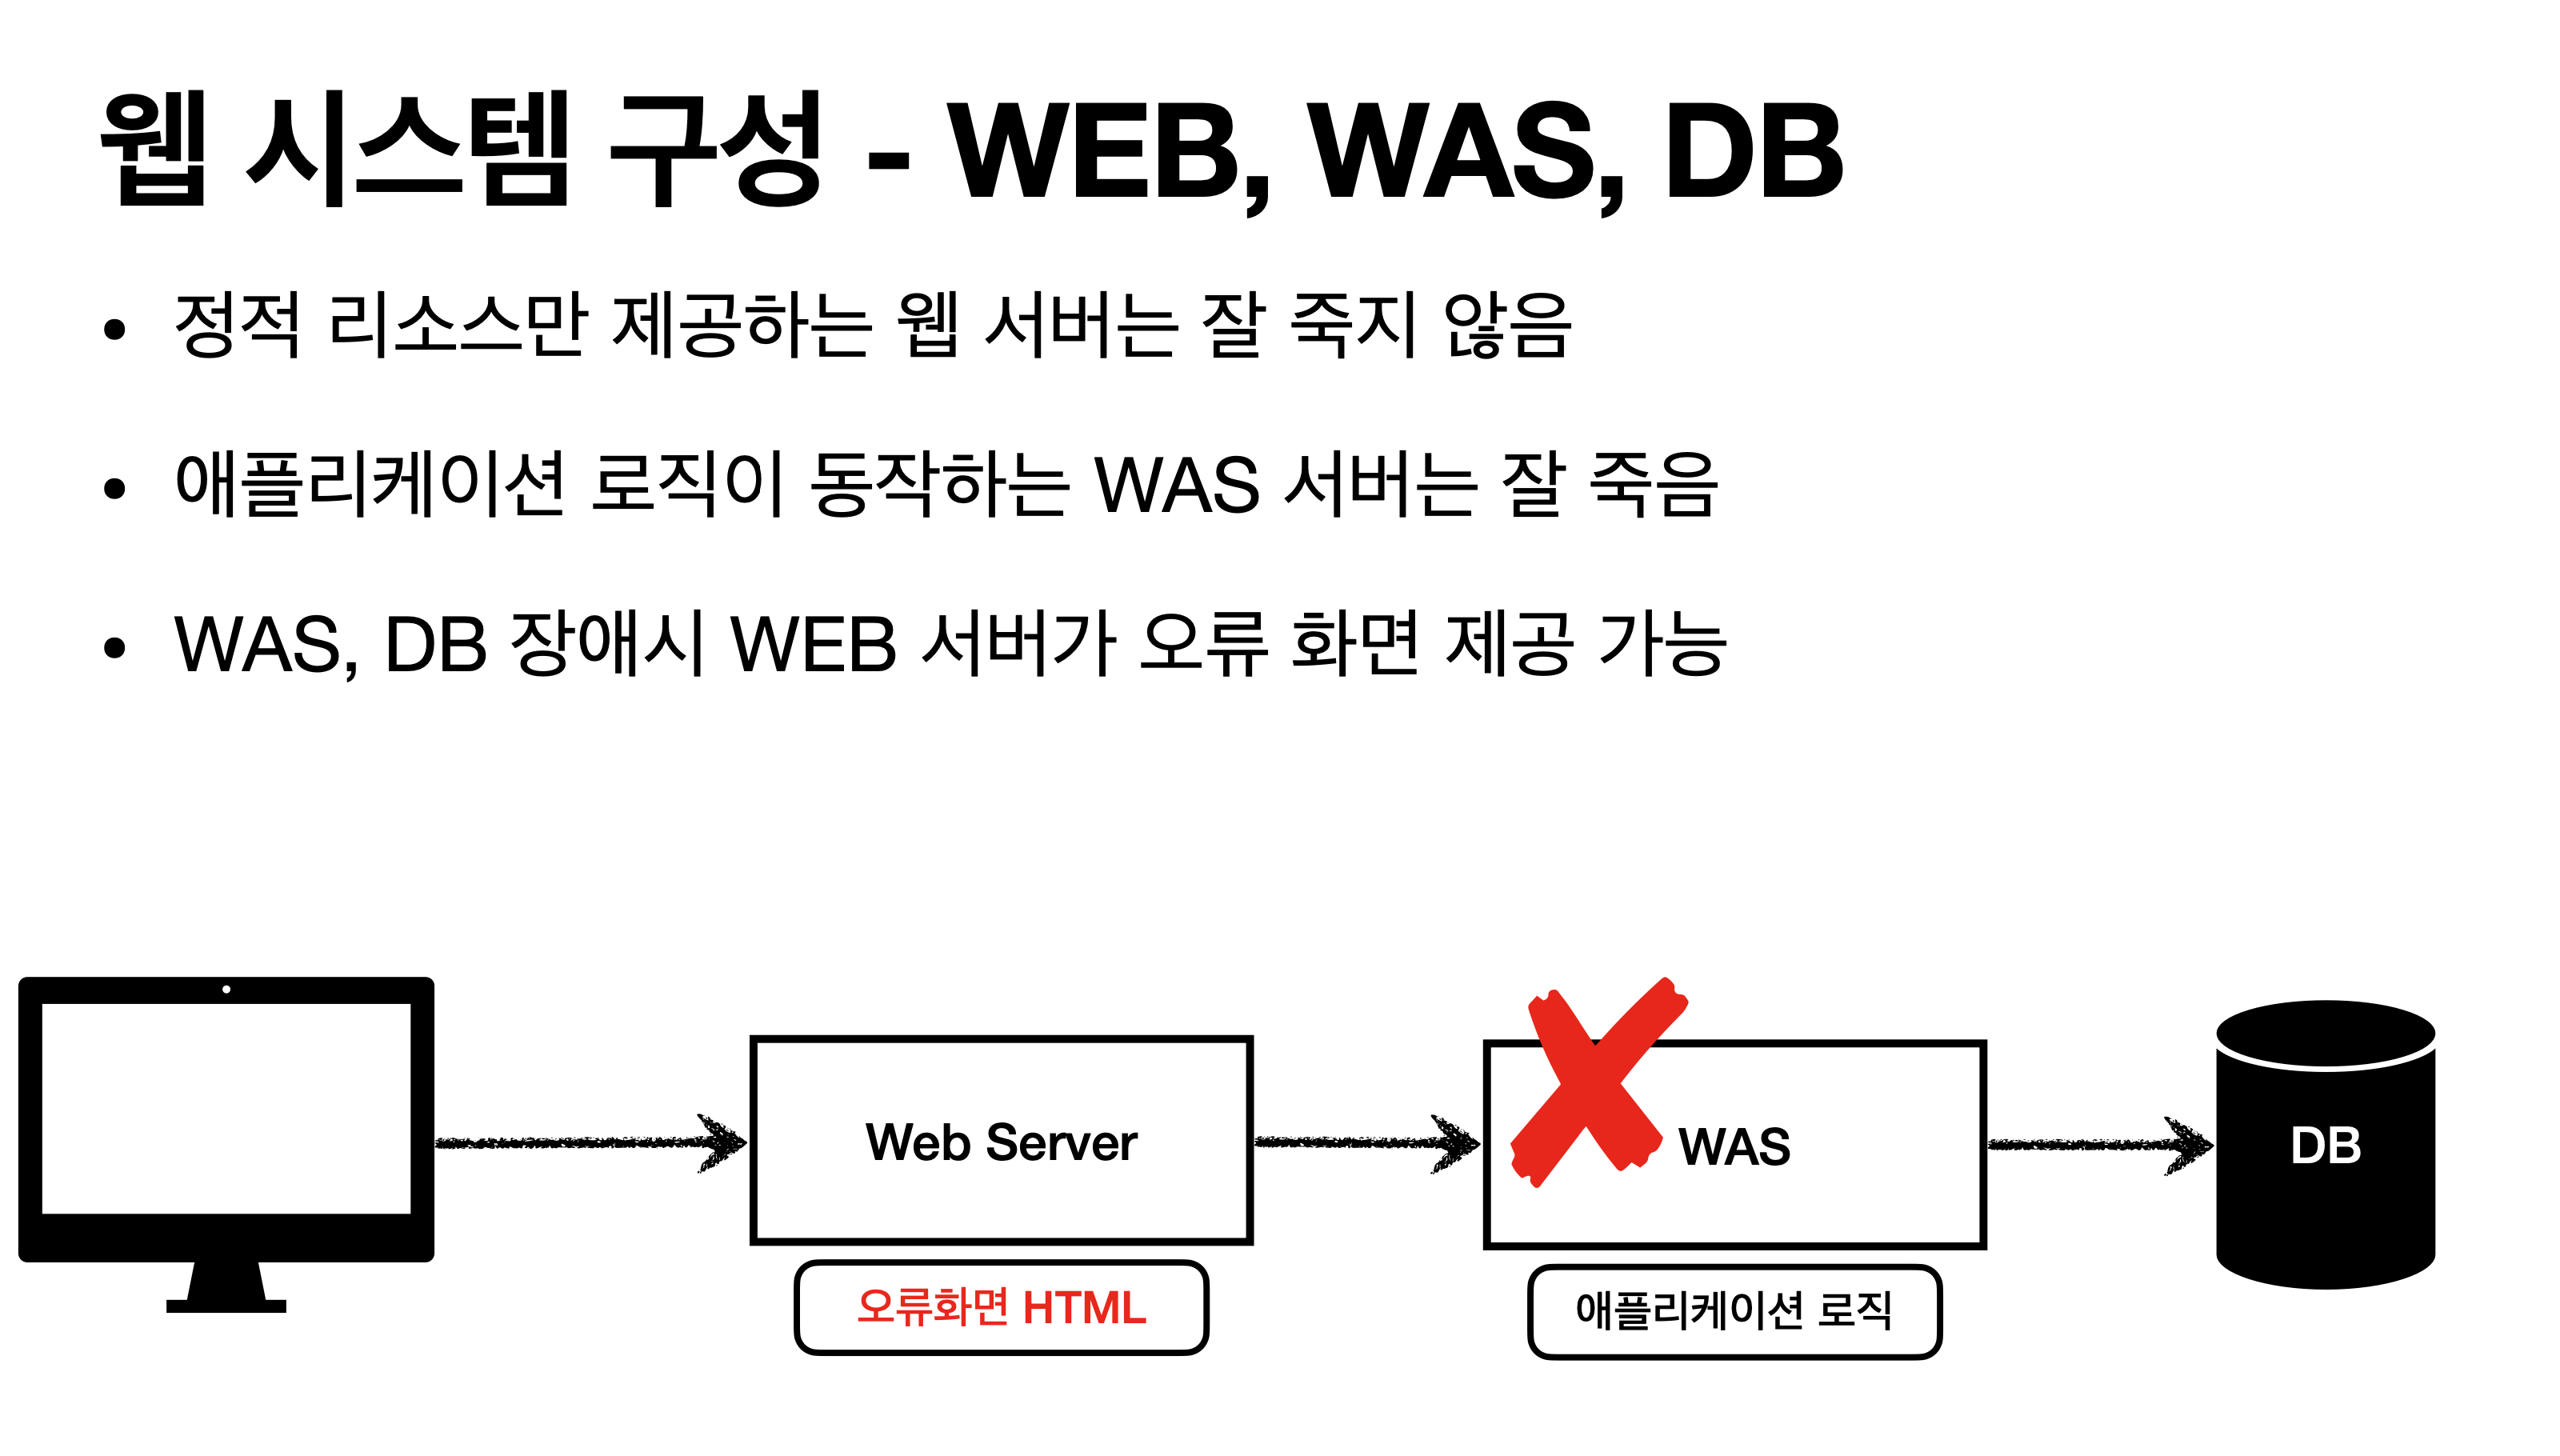 웹 시스템 구성 - WEB, WAS, DB
• 정적 리소스만 제공하는 웹 서버는 잘 죽지 않음
• 애플리케이션 로직이 동작하는 WAS 서버는 잘 죽음
• WAS, DB 장애시 WEB 서버가 오류 화면 제공 가능
Web Server
WAS
DB
오류화면 HTML
애플리케이션 로직